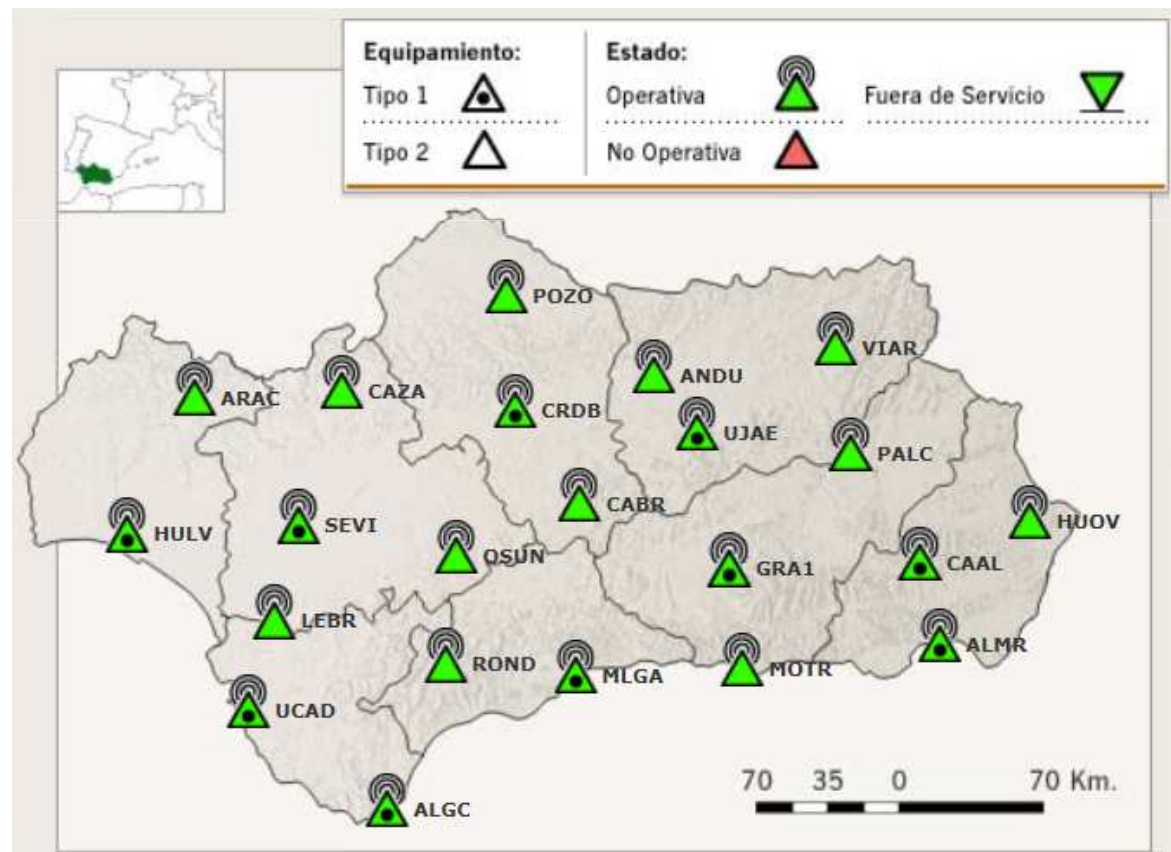 Equipamiento:
Estado:
Tipo 1
Operativa
Fuera de Servicio
Tipo 2
No Operativa
POZO
VIAR
ANDU
ARAC
CAZA
CRDB
UJAE
PALC
CABR
HUOV
HULV
SEVI
OSUN
GRA1
CAAL
LEBR
ALMR
ROND
MLGA
MOTR
UCAD
ALGC
70 35 0 70 Km.